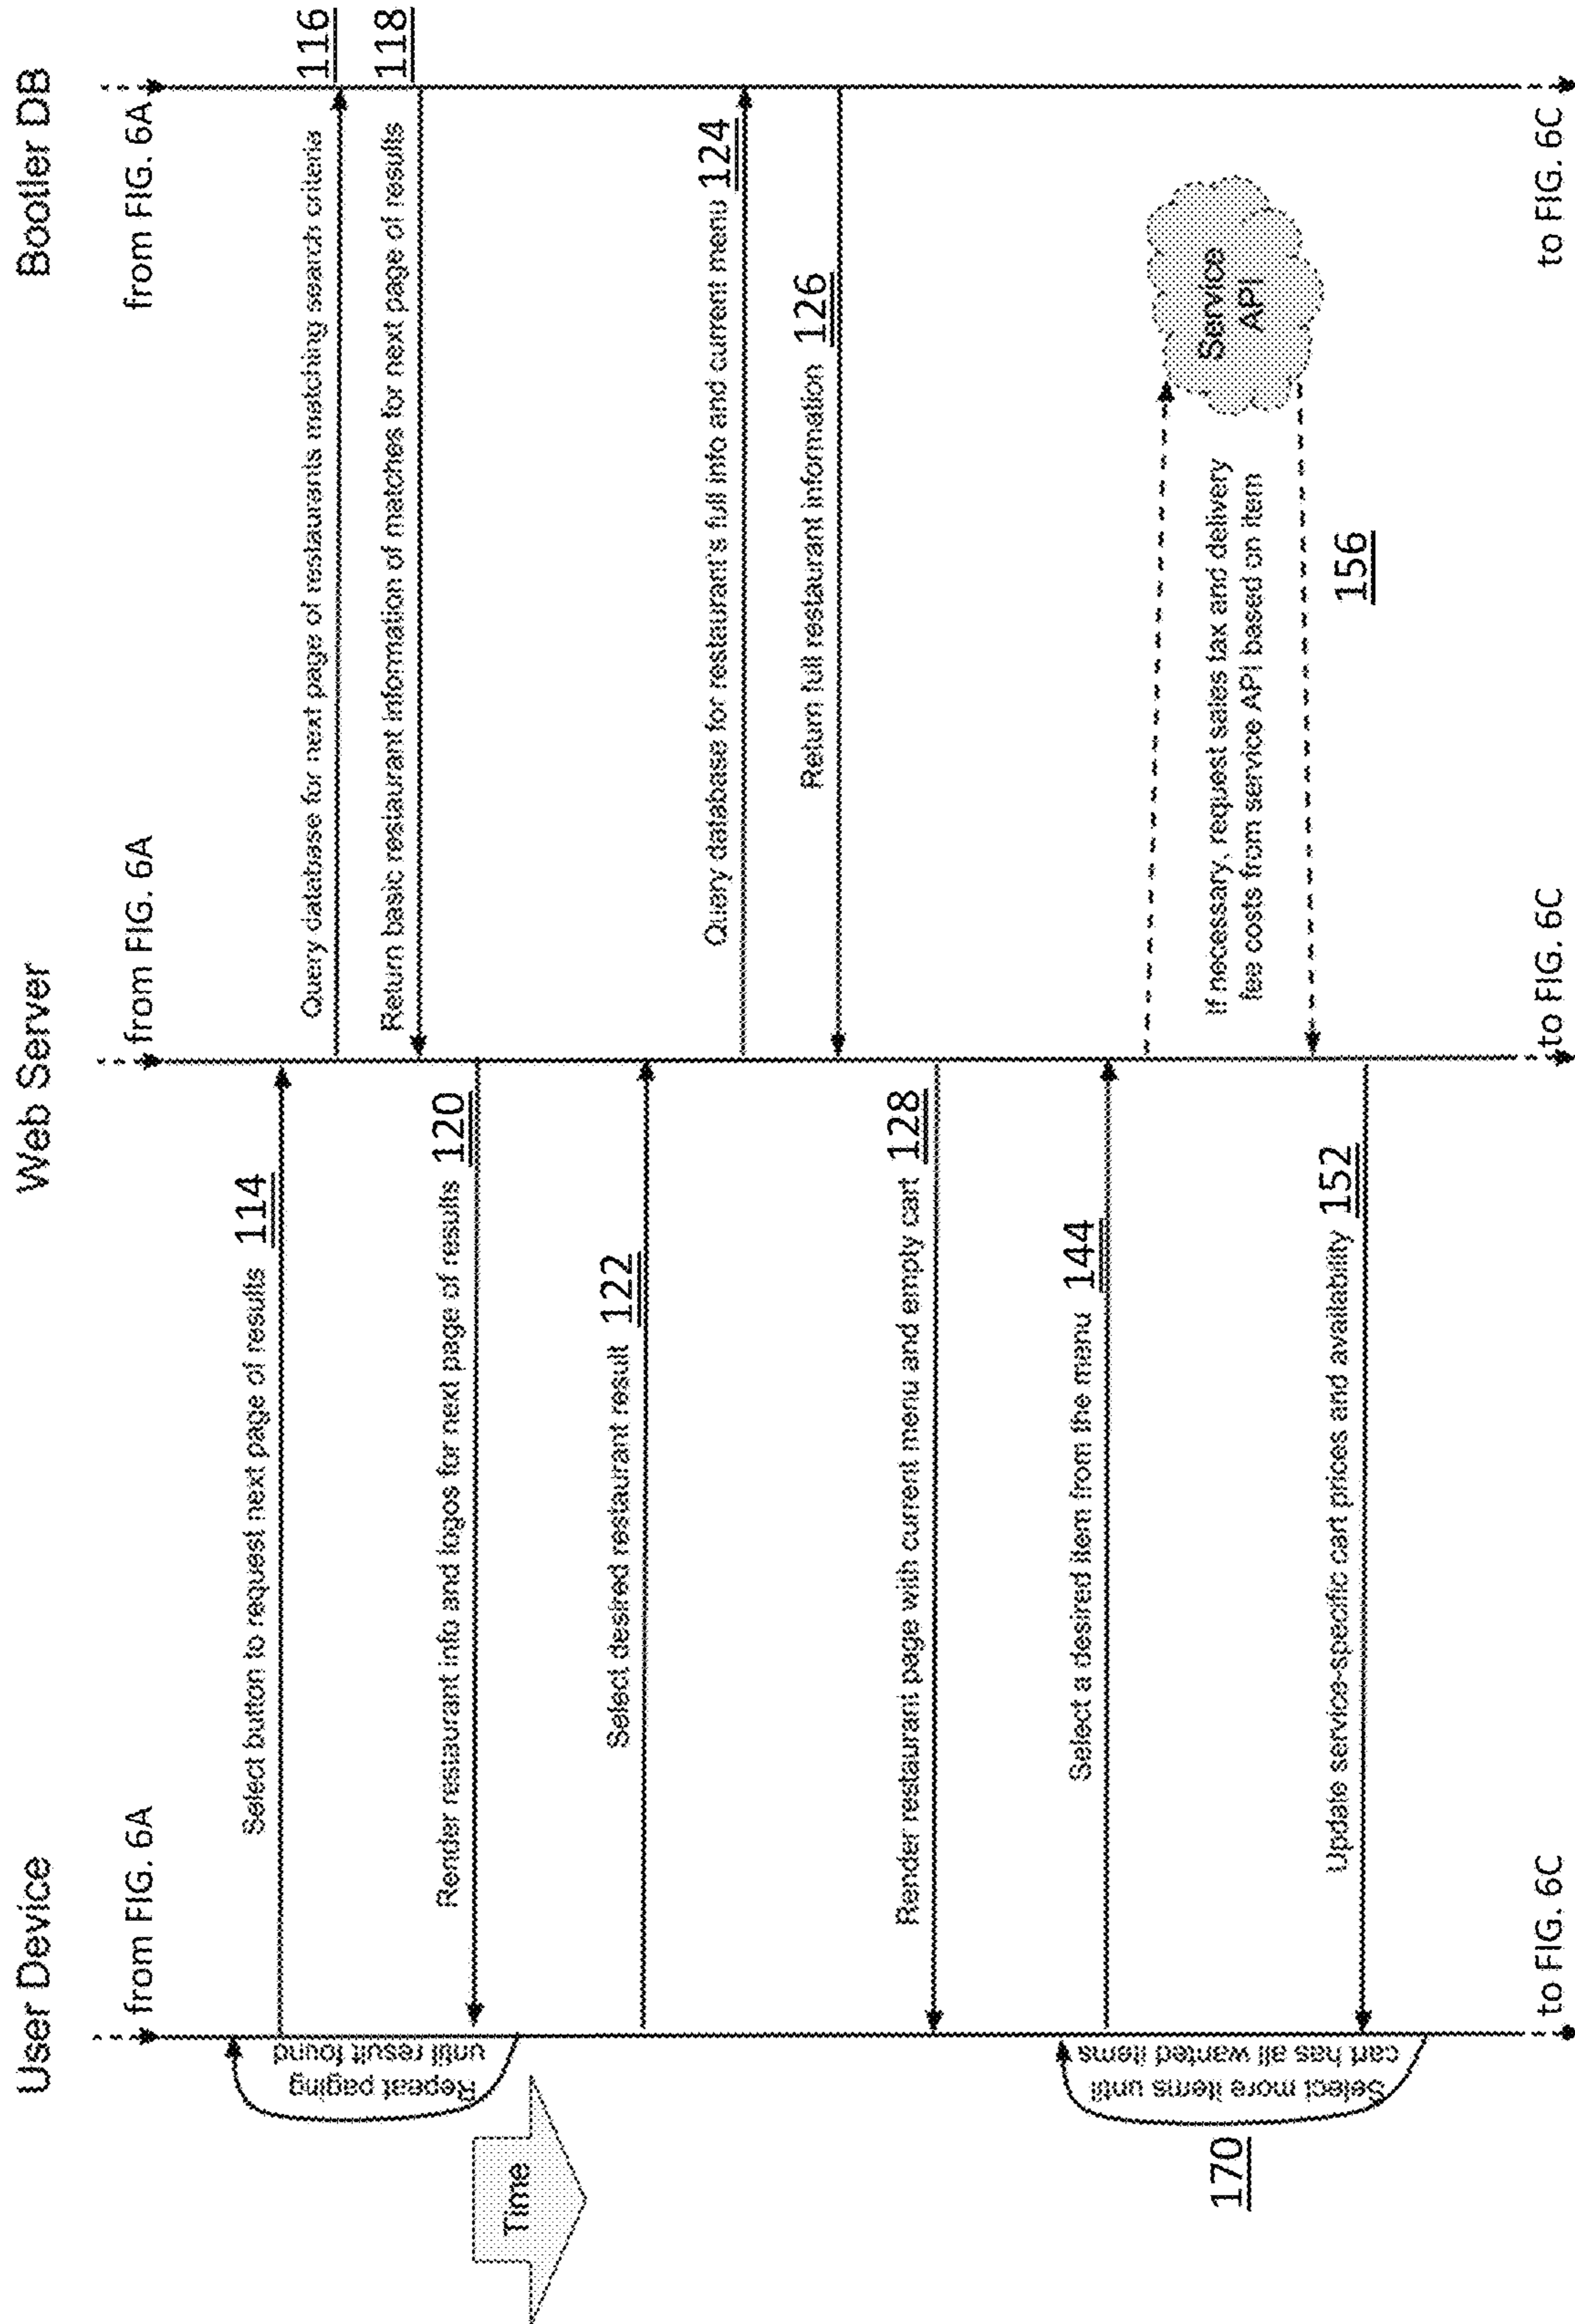 User Device
Web Server
Bootler DB
from FIG. 6A
from FIG. 6A
from FIG. 6A
Select button to request next page of results 114
Query database for next page of restaurants matching search criteria
116
Return basic restaurant information of matches for next page of results
118
Render restaurant info and logos for next page of results 120
Repeat paging
until result found
Time
Select desired restaurant result 122
Query database for restaurant's full info and current menu 124
Return full restaurant information 126
Render restaurant page with current menu and empty cart 128
Select a desired item from the menu 144
If necessary, request sales tax and delivery
fee costs from service API based on item
156
Service
API
Update service-specific cart prices and availability 152
Select more items until
cart has all wanted items
170
to FIG. 6C
to FIG. 6C
to FIG. 6C